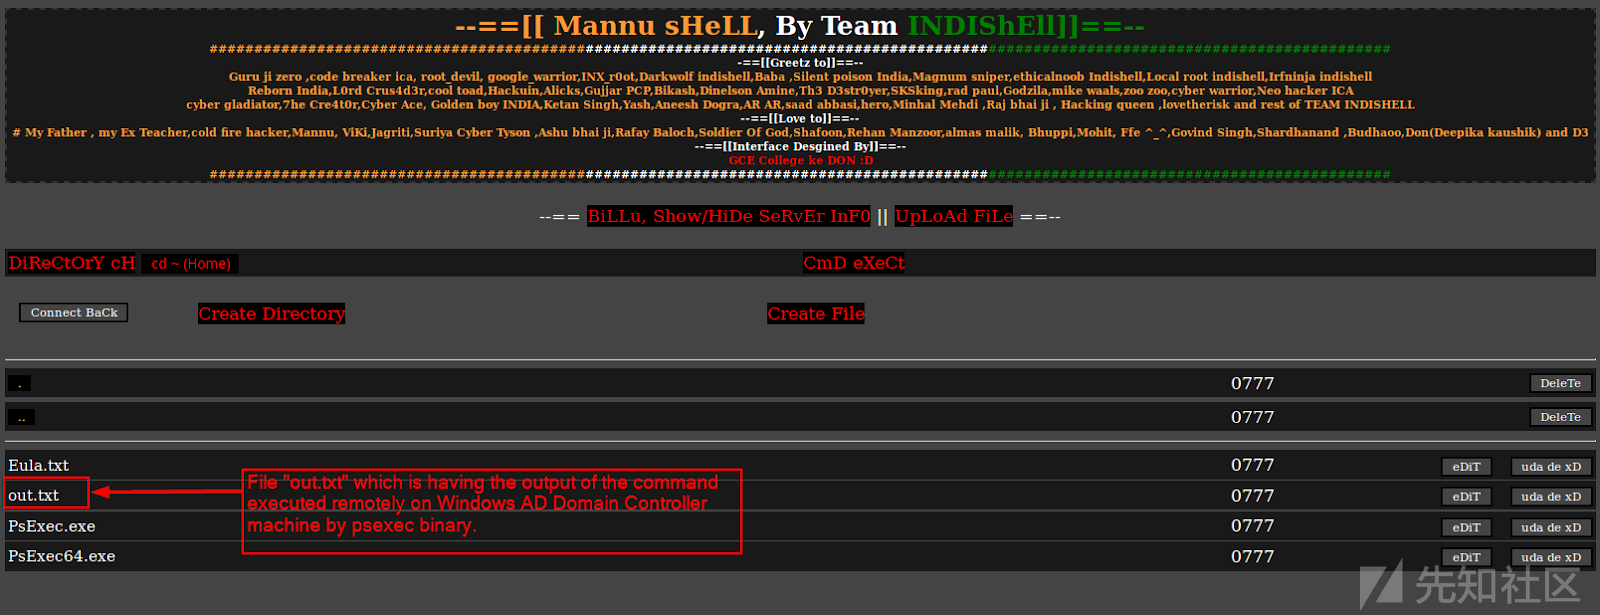 --==[[ Mannu sHeLL, By Team INDIShEll]]==--
##########################################################################################################################################
-==[[Greetz to]]==--
Guru ji zero ,code breaker ica, root_devil, google_warrior,INX_r0ot,Darkwolf indishell,Baba ,Silent poison India,Magnum sniper,ethicalnoob Indishell,Local root indishell,Irfninja indishell
Reborn India,L0rd Crus4d3r,cool toad,Hackuin,Alicks,Gujjar PCP,Bikash,Dinelson Amine,Th3 D3str0yer,SKSking,rad paul,Godzila,mike waals,zoo zoo,cyber warrior,Neo hacker ICA
cyber gladiator,7he Cre4t0r,Cyber Ace, Golden boy INDIA,Ketan Singh,Yash,Aneesh Dogra,AR AR,saad abbasi,hero,Minhal Mehdi ,Raj bhai ji , Hacking queen ,lovetherisk and rest of TEAM INDISHELL
--==[[Love to]]==--
# My Father , my Ex Teacher,cold fire hacker,Mannu, ViKi,Jagriti,Suriya Cyber Tyson ,Ashu bhai ji,Rafay Baloch,Soldier Of God,Shafoon,Rehan Manzoor,almas malik, Bhuppi,Mohit, Ffe ^_^,Govind Singh,Shardhanand ,Budhaoo,Don(Deepika kaushik) and D3
--==[[Interface Desgined By]]==--
GCE College ke DON :D
##########################################################################################################################################
--== BiLLu, Show/HiDe SeRvEr InF0 || UpLoAd FiLe ==--
DiReCtOrY cH cd ~ (Home) CmD eXeCt
Connect BaCk Create Directory Create File
. 0777 DeleTe
.. 0777 DeleTe
Eula.txt 0777 eDiT uda de xD
out.txt 0777 eDiT uda de xD
PsExec.exe 0777 eDiT uda de xD
PsExec64.exe 0777 eDiT uda de xD
File "out.txt" which is having the output of the command
executed remotely on Windows AD Domain Controller
machine by psexec binary.
先知社区